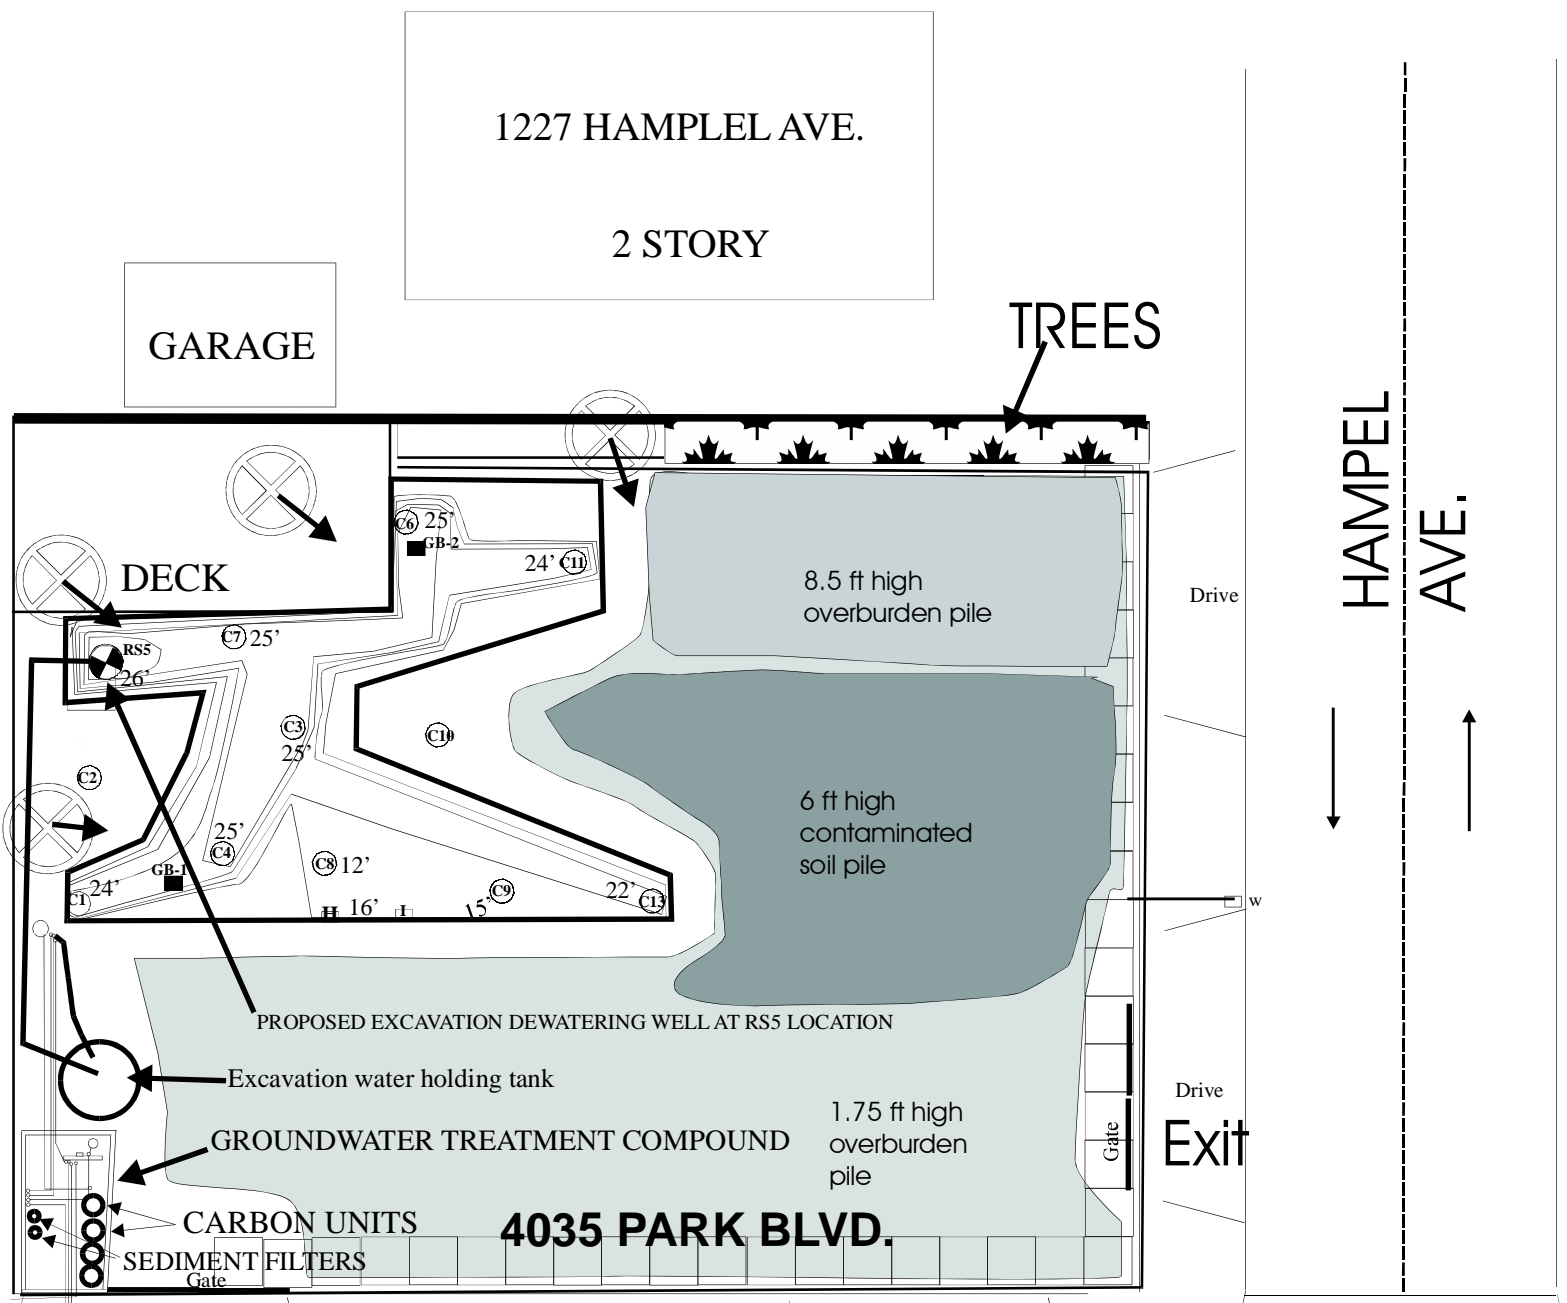 1227 HAMPLEL AVE.
2 STORY
GARAGE
TREES
HAMPEL
AVE.
C6
25’
GB-2
24’
C11
DECK
8.5 ft high
overburden pile
Drive
C7
25’
RS5
26’
C3
25’
C10
C2
6 ft high
contaminated
soil pile
25’
C4
C8
12’
GB-1
C1
24’
C9
22’
C13
H
16’
I
15’
w
PROPOSED EXCAVATION DEWATERING WELL AT RS5 LOCATION
Excavation water holding tank
Drive
1.75 ft high
overburden
pile
GROUNDWATER TREATMENT COMPOUND
Gate
Exit
CARBON UNITS
4035 PARK BLVD.
SEDIMENT FILTERS
Gate